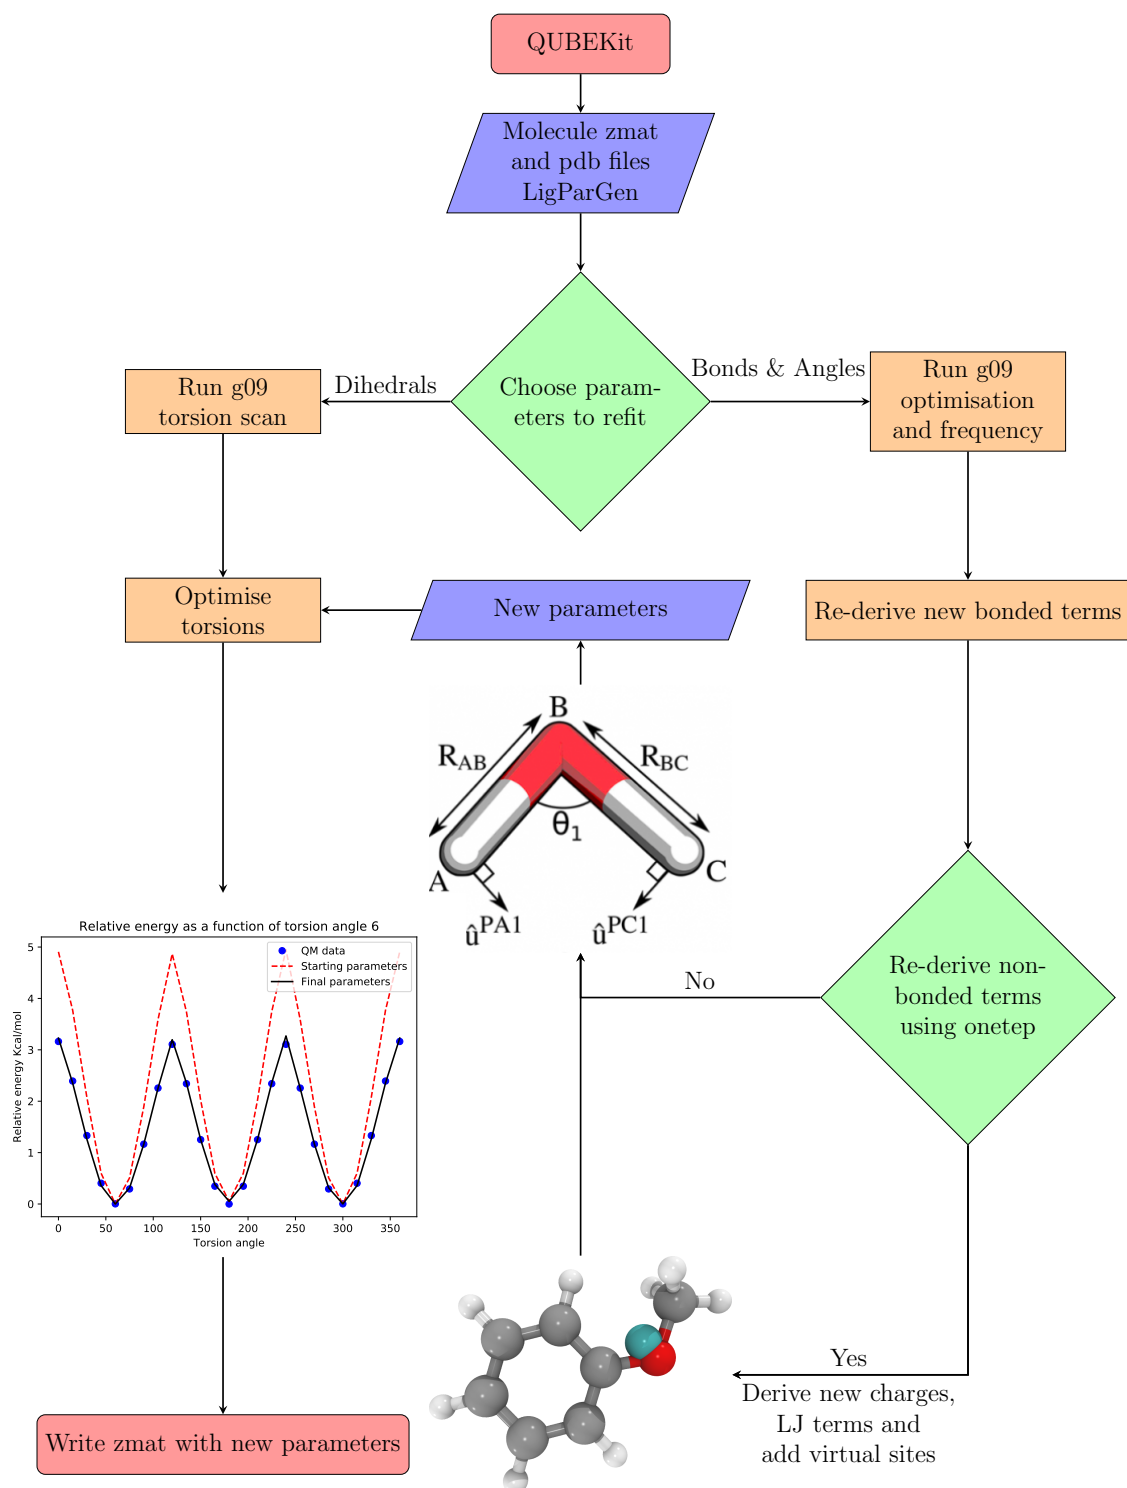 QUBEKit
Molecule zmat
and pdb files
LigParGen
Choose param-
eters to refit
Dihedrals
Bonds & Angles
Run g09
torsion scan
Run g09
optimisation
and frequency
Optimise
torsions
New parameters
Re-derive new bonded terms
B
R_AB
R_BC
θ_1
A
C
û^PA1
û^PC1
Relative energy as a function of torsion angle 6
QM data
Starting parameters
Final parameters
Relative energy Kcal/mol
5
4
3
2
1
0
0 50 100 150 200 250 300 350
Torsion angle
No
Re-derive non-
bonded terms
using onetep
Yes
Derive new charges,
LJ terms and
add virtual sites
Write zmat with new parameters